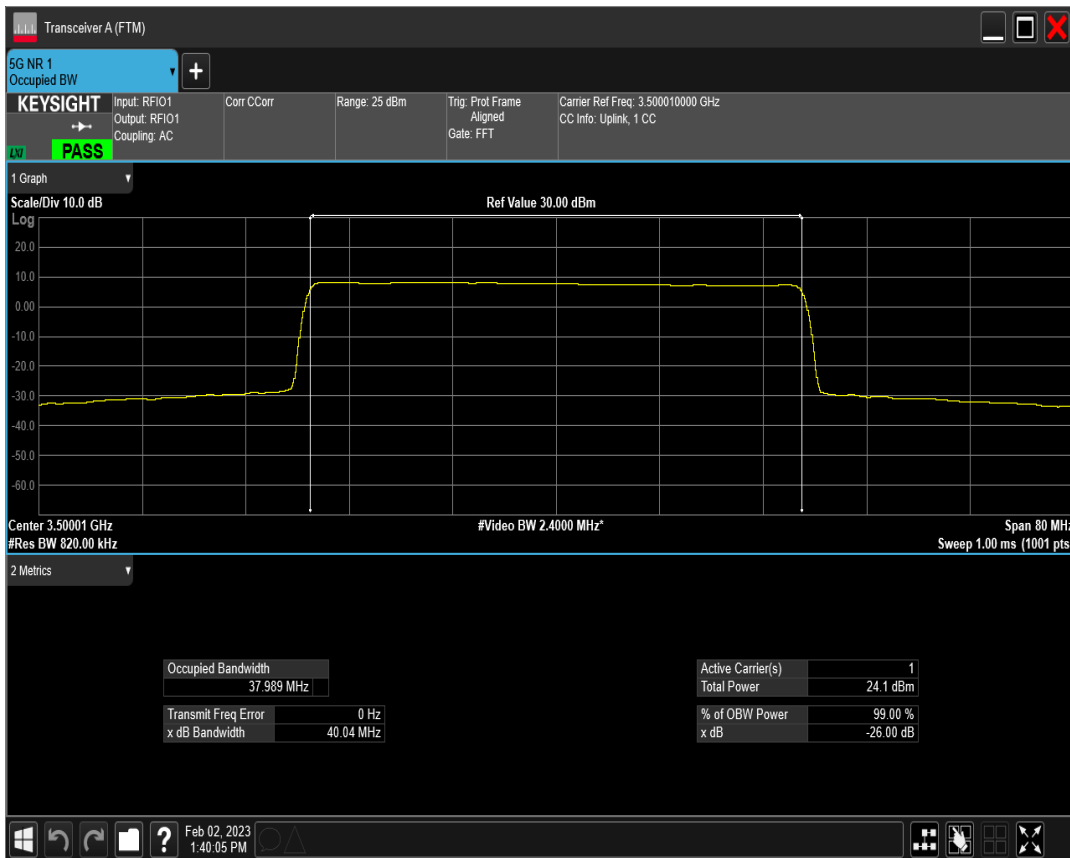 Transceiver A (FTM)
5G NR 1
Occupied BW
+
KEYSIGHT
LXI
PASS
Input: RFIO1
Output: RFIO1
Coupling: AC
Corr CCorr
Range: 25 dBm
Trig: Prot Frame
Aligned
Gate: FFT
Carrier Ref Freq: 3.500010000 GHz
CC Info: Uplink, 1 CC
1 Graph
Scale/Div 10.0 dB
Ref Value 30.00 dBm
Log
20.0
10.0
0.00
-10.0
-20.0
-30.0
-40.0
-50.0
-60.0
Center 3.50001 GHz
#Video BW 2.4000 MHz*
Span 80 MHz
#Res BW 820.00 kHz
Sweep 1.00 ms (1001 pts
2 Metrics
Occupied Bandwidth
37.989 MHz
Transmit Freq Error 0 Hz
x dB Bandwidth 40.04 MHz
Active Carrier(s) 1
Total Power 24.1 dBm
% of OBW Power 99.00 %
x dB -26.00 dB
?
Feb 02, 2023
1:40:05 PM